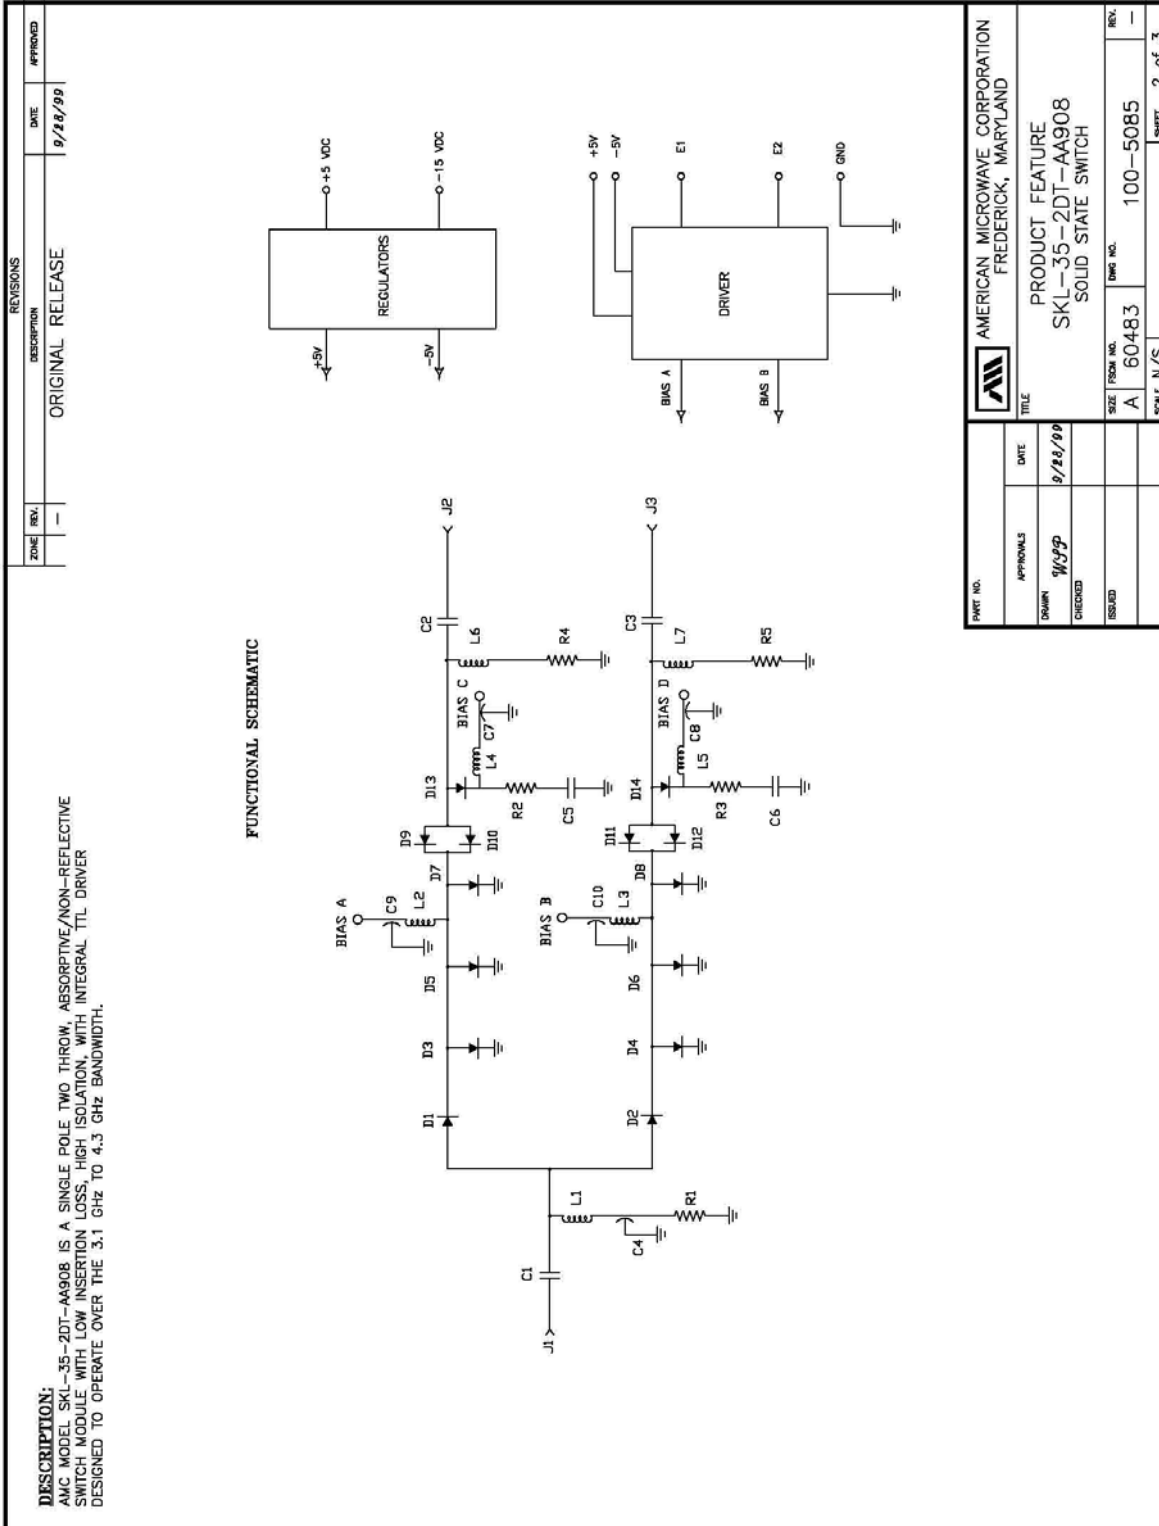 DESCRIPTION:
AMC MODEL SKL-35-2DT-AA908 IS A SINGLE POLE TWO THROW, ABSORPTIVE/NON-REFLECTIVE
SWITCH MODULE WITH LOW INSERTION LOSS, HIGH ISOLATION, WITH INTEGRAL TTL DRIVER
DESIGNED TO OPERATE OVER THE 3.1 GHz TO 4.3 GHz BANDWIDTH.
REVISIONS
ZONE REV. DESCRIPTION DATE APPROVED
— ORIGINAL RELEASE 9/28/99
FUNCTIONAL SCHEMATIC
J1
C1
L1
C4
R1
D1
D3
D5
BIAS A
C9
L2
D7
D9
D10
D13
R2
C5
L4
C7
BIAS C
C2
L6
R4
J2
D2
D4
D6
BIAS B
C10
L3
D8
D11
D12
D14
R3
C6
L5
C8
BIAS D
C3
L7
R5
J3
+5V
-5V
REGULATORS
+5 VDC
-15 VDC
BIAS A
BIAS B
DRIVER
+5V
-5V
E1
E2
GND
PART NO.
APPROVALS DATE
DRAWN WSP 9/28/99
CHECKED
ISSUED
AMERICAN MICROWAVE CORPORATION
FREDERICK, MARYLAND
TITLE
PRODUCT FEATURE
SKL-35-2DT-AA908
SOLID STATE SWITCH
SIZE FSCM NO. DWG NO. REV.
A 60483 100-5085 —
SCALE N/S SHEET 2 of 3